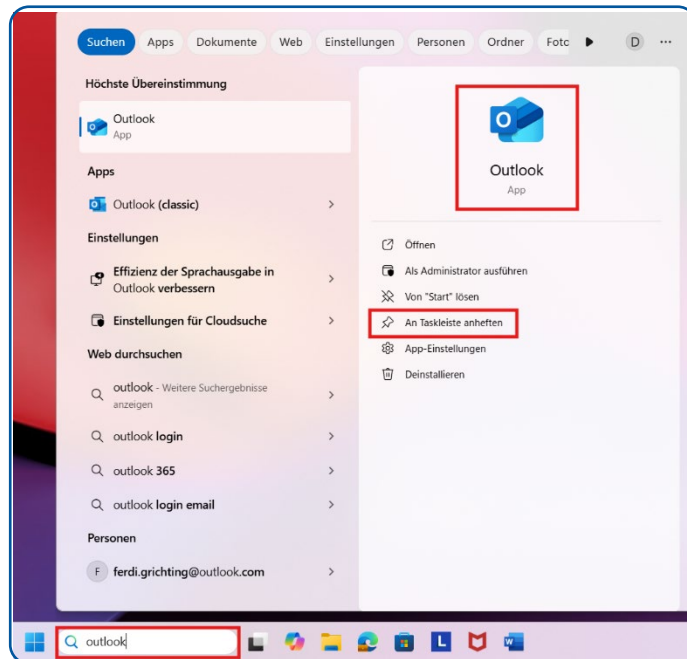 Suchen Apps Dokumente Web Einstellungen Personen Ordner Foto D ...
Höchste Übereinstimmung
Outlook
App
Apps
Outlook (classic)
Einstellungen
Effizienz der Sprachausgabe in
Outlook verbessern
Einstellungen für Cloudsuche
Web durchsuchen
outlook - Weitere Suchergebnisse
anzeigen
outlook login
outlook 365
outlook login email
Personen
F ferdi.grichting@outlook.com
O
Outlook
App
Öffnen
Als Administrator ausführen
Von "Start" lösen
An Taskleiste anheften
App-Einstellungen
Deinstallieren
outlook L W